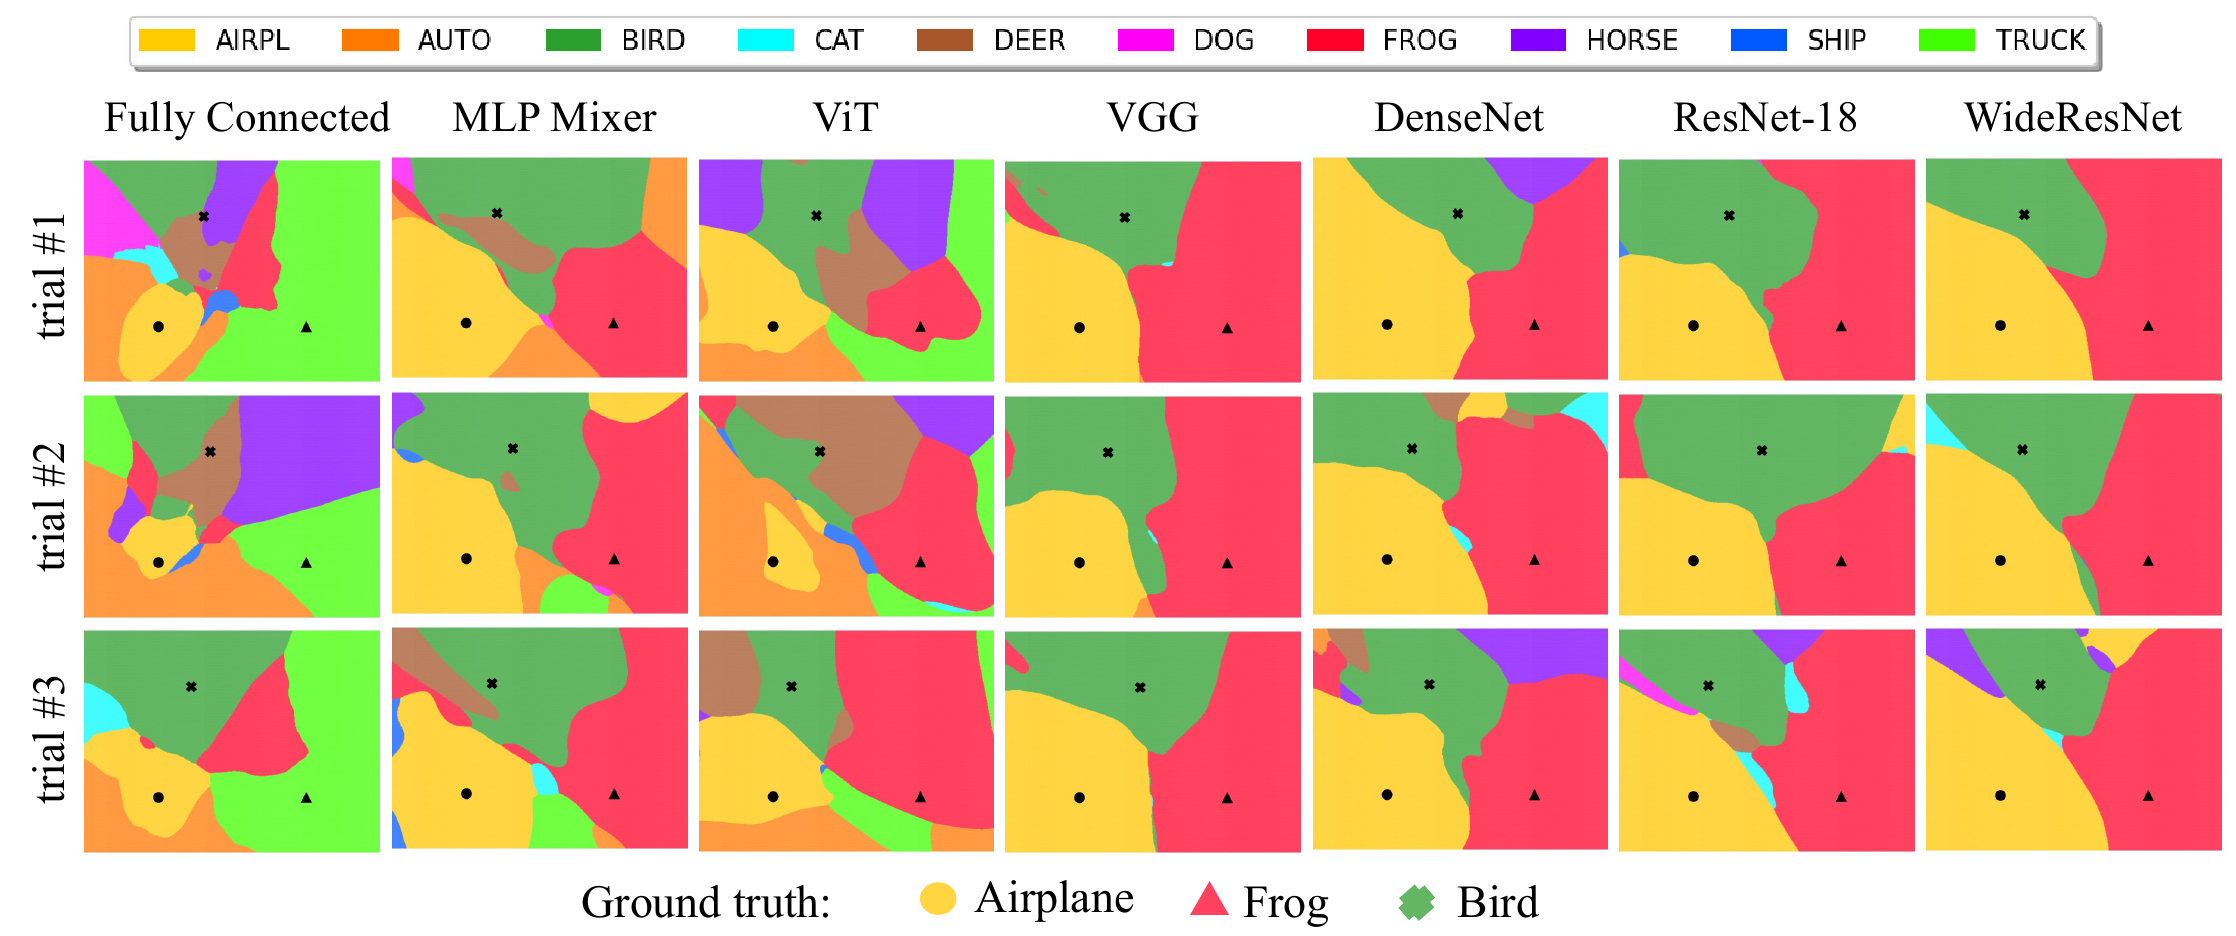 AIRPL AUTO BIRD CAT DEER DOG FROG HORSE SHIP TRUCK
Fully Connected MLP Mixer ViT VGG DenseNet ResNet-18 WideResNet
trial #1
trial #2
trial #3
Ground truth: Airplane Frog Bird